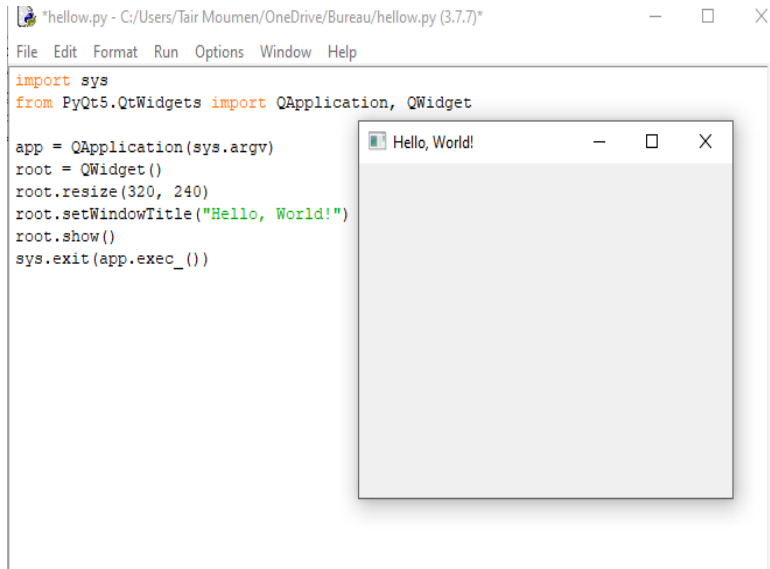 *hellow.py - C:/Users/Tair Moumen/OneDrive/Bureau/hellow.py (3.7.7)*
File Edit Format Run Options Window Help
import sys
from PyQt5.QtWidgets import QApplication, QWidget
app = QApplication(sys.argv)
root = QWidget()
root.resize(320, 240)
root.setWindowTitle("Hello, World!")
root.show()
sys.exit(app.exec_())
Hello, World!